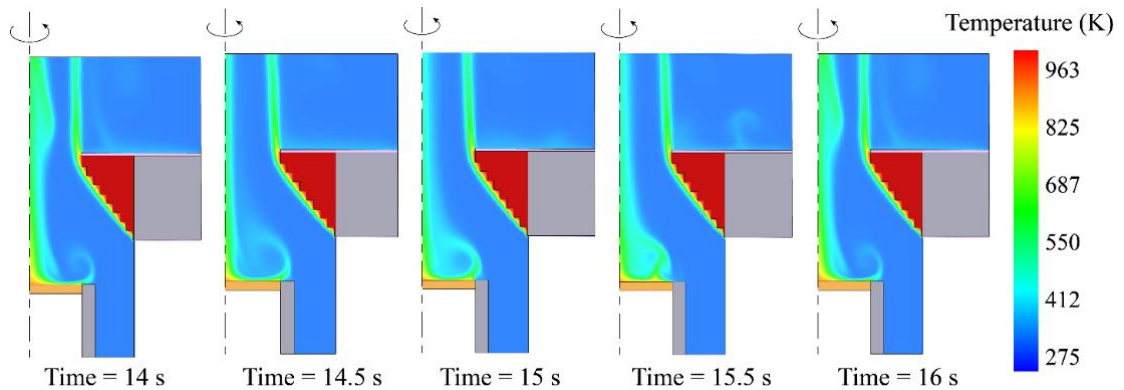 Temperature (K)
963
825
687
550
412
275
Time = 14 s
Time = 14.5 s
Time = 15 s
Time = 15.5 s
Time = 16 s